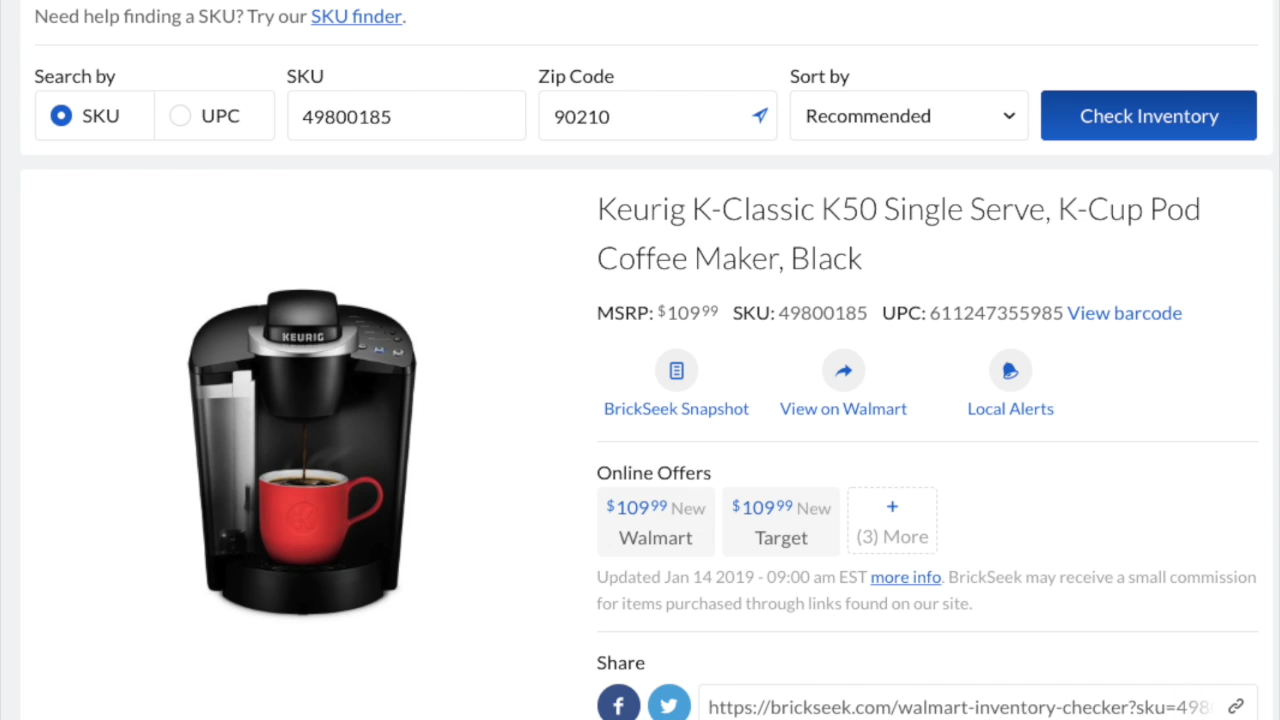 Need help finding a SKU? Try our SKU finder.
Search by SKU Zip Code Sort by
SKU UPC 49800185 90210 Recommended Check Inventory
Keurig K-Classic K50 Single Serve, K-Cup Pod
Coffee Maker, Black
MSRP: $10999 SKU: 49800185 UPC: 611247355985 View barcode
KEURIG
BrickSeek Snapshot View on Walmart Local Alerts
Online Offers
$10999 New $10999 New +
Walmart Target (3) More
Updated Jan 14 2019 - 09:00 am EST more info. BrickSeek may receive a small commission
for items purchased through links found on our site.
Share
https://brickseek.com/walmart-inventory-checker?sku=498